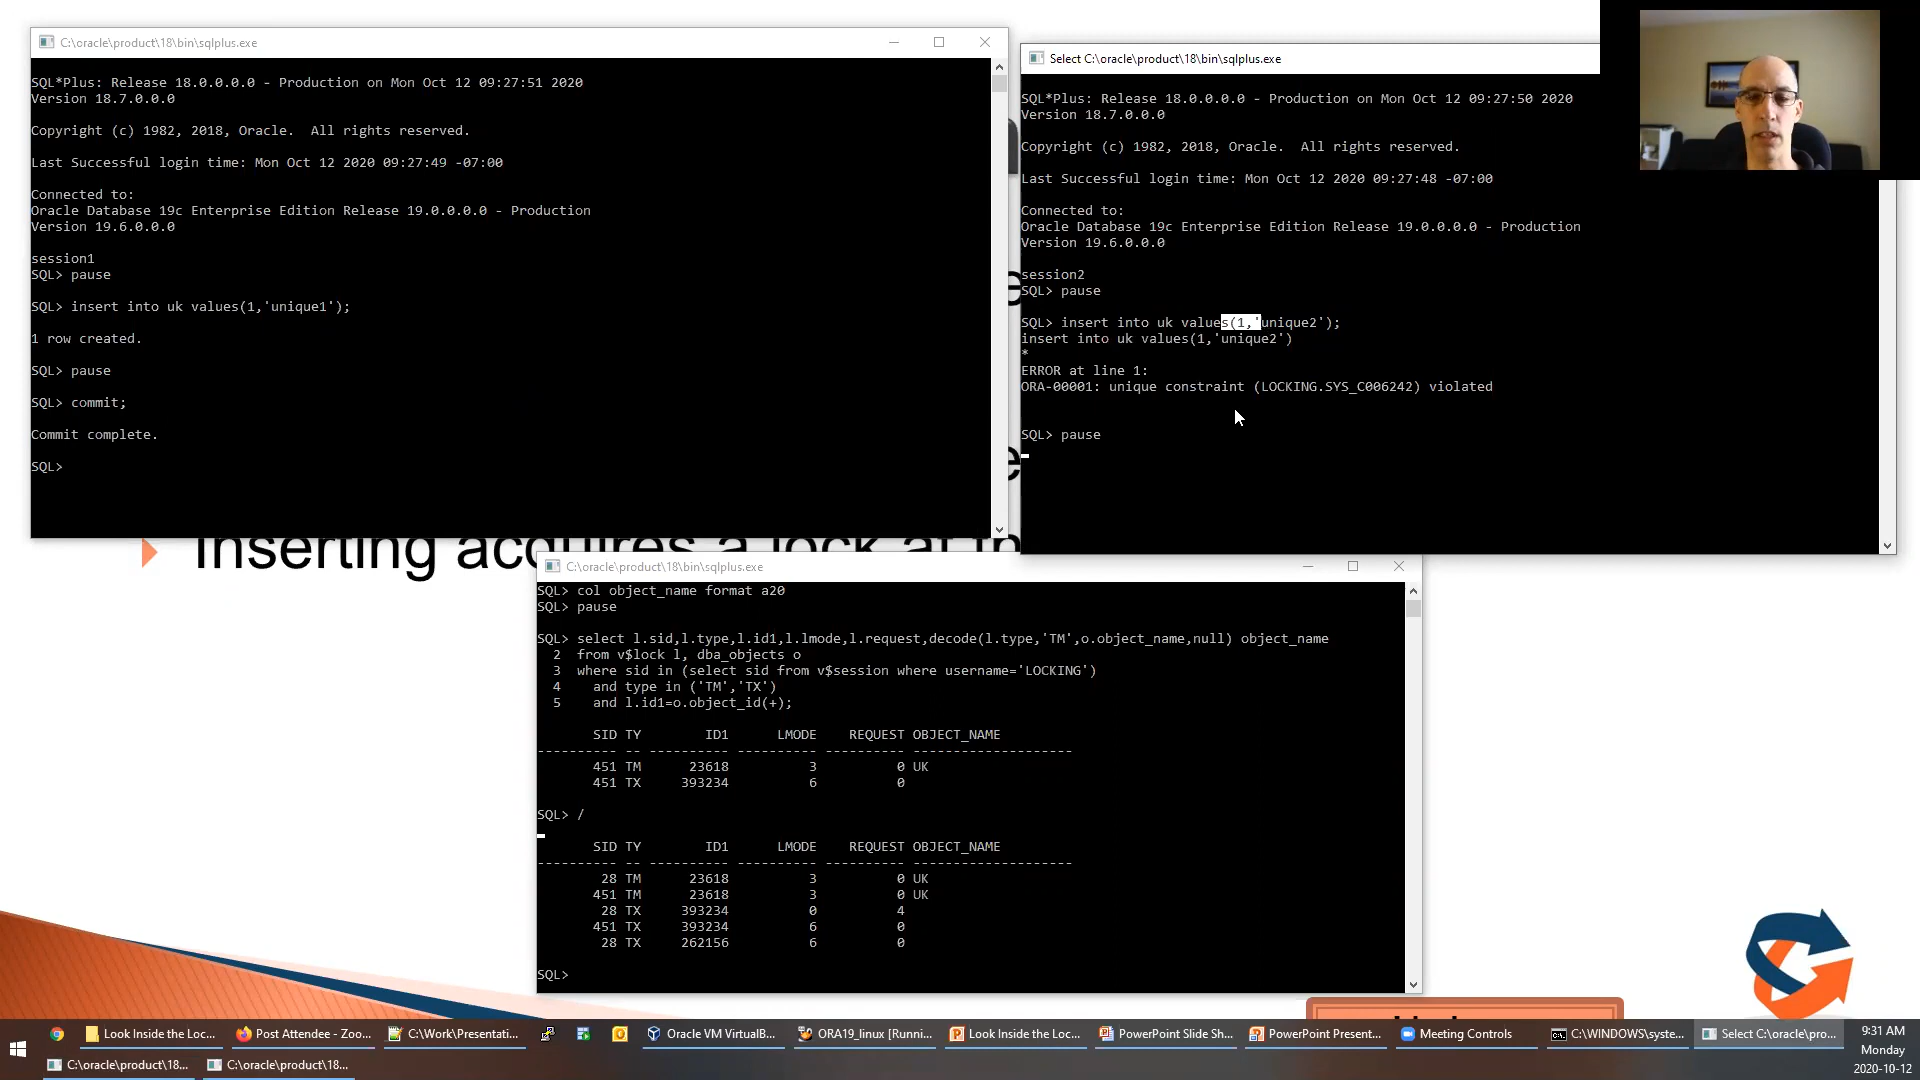 C:\oracle\product\18\bin\sqlplus.exe
SQL*Plus: Release 18.0.0.0.0 - Production on Mon Oct 12 09:27:51 2020
Version 18.7.0.0.0
Copyright (c) 1982, 2018, Oracle.  All rights reserved.
Last Successful login time: Mon Oct 12 2020 09:27:49 -07:00
Connected to:
Oracle Database 19c Enterprise Edition Release 19.0.0.0.0 - Production
Version 19.6.0.0.0
session1
SQL> pause
SQL> insert into uk values(1,'unique1');
1 row created.
SQL> pause
SQL> commit;
Commit complete.
SQL>
Select C:\oracle\product\18\bin\sqlplus.exe
SQL*Plus: Release 18.0.0.0.0 - Production on Mon Oct 12 09:27:50 2020
Version 18.7.0.0.0
Copyright (c) 1982, 2018, Oracle.  All rights reserved.
Last Successful login time: Mon Oct 12 2020 09:27:48 -07:00
Connected to:
Oracle Database 19c Enterprise Edition Release 19.0.0.0.0 - Production
Version 19.6.0.0.0
session2
SQL> pause
SQL> insert into uk values(1,'unique2');
insert into uk values(1,'unique2')
*
ERROR at line 1:
ORA-00001: unique constraint (LOCKING.SYS_C006242) violated
SQL> pause
Inserting acquires a lock at th
C:\oracle\product\18\bin\sqlplus.exe
SQL> col object_name format a20
SQL> pause
SQL> select l.sid,l.type,l.id1,l.lmode,l.request,decode(l.type,'TM',o.object_name,null) object_name
2  from v$lock l, dba_objects o
3  where sid in (select sid from v$session where username='LOCKING')
4    and type in ('TM','TX')
5    and l.id1=o.object_id(+);
SID TY ID1 LMODE REQUEST OBJECT_NAME
---------- -- ---------- ---------- ---------- --------------------
451 TM 23618 3 0 UK
451 TX 393234 6 0
SQL> /
SID TY ID1 LMODE REQUEST OBJECT_NAME
---------- -- ---------- ---------- ---------- --------------------
28 TM 23618 3 0 UK
451 TM 23618 3 0 UK
28 TX 393234 0 4
451 TX 393234 6 0
28 TX 262156 6 0
SQL>
Look Inside the Loc... Post Attendee - Zoo... C:\Work\Presentati... Oracle VM VirtualB... ORA19_linux [Runni... Look Inside the Loc... PowerPoint Slide Sh... PowerPoint Present... Meeting Controls C:\WINDOWS\syste... Select C:\oracle\pro...
C:\oracle\product\18... C:\oracle\product\18...
9:31 AM
Monday
2020-10-12